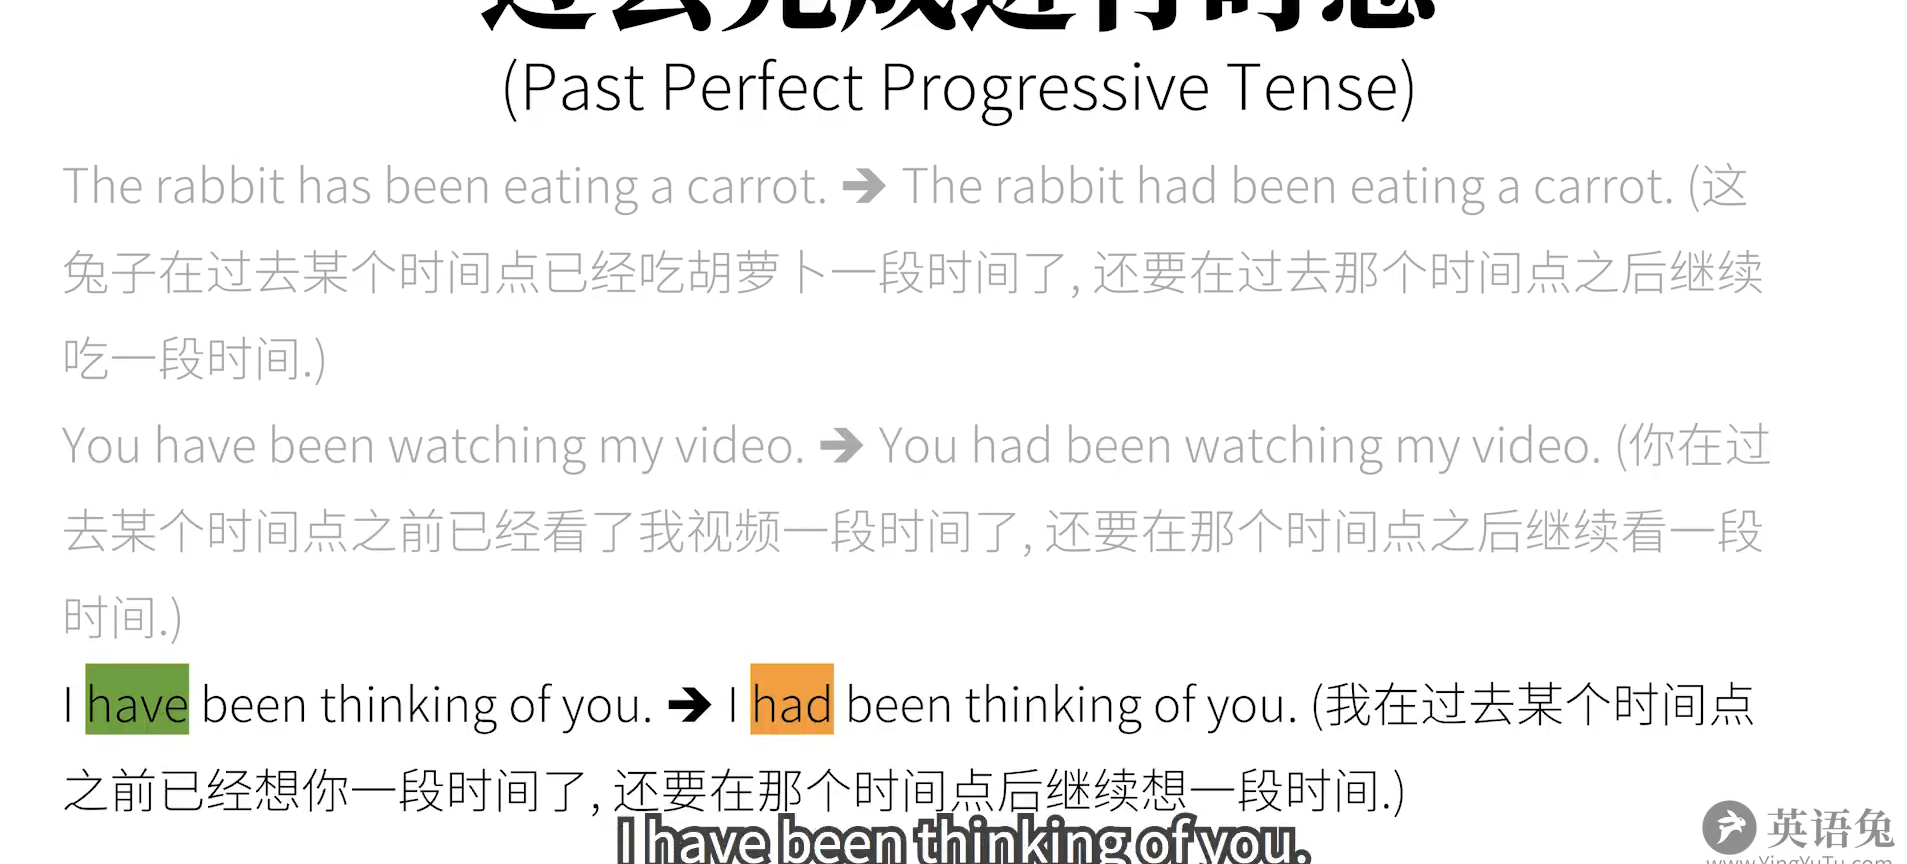 过去完成进行时态
(Past Perfect Progressive Tense)
The rabbit has been eating a carrot. ➔ The rabbit had been eating a carrot. (这
兔子在过去某个时间点已经吃胡萝卜一段时间了, 还要在过去那个时间点之后继续
吃一段时间.)
You have been watching my video. ➔ You had been watching my video. (你在过
去某个时间点之前已经看了我视频一段时间了, 还要在那个时间点之后继续看一段
时间.)
I have been thinking of you. ➔ I had been thinking of you. (我在过去某个时间点
之前已经想你一段时间了, 还要在那个时间点后继续想一段时间.)
I have been thinking of you.
英语兔
www.YingYuTu.com